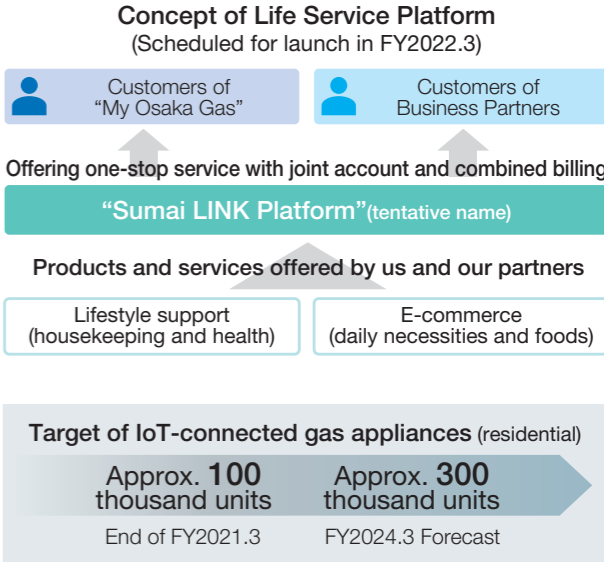 Concept of Life Service Platform
(Scheduled for launch in FY2022.3)
Customers of
“My Osaka Gas”
Customers of
Business Partners
Offering one-stop service with joint account and combined billing
“Sumai LINK Platform”(tentative name)
Products and services offered by us and our partners
Lifestyle support
(housekeeping and health)
E-commerce
(daily necessities and foods)
Target of IoT-connected gas appliances (residential)
Approx. 100
thousand units
End of FY2021.3
Approx. 300
thousand units
FY2024.3 Forecast